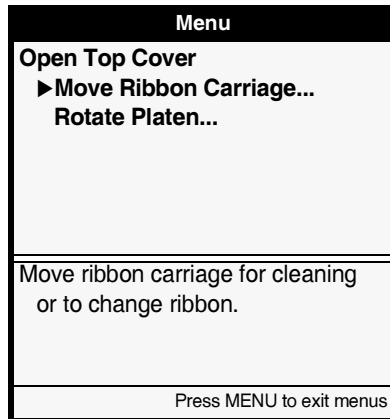 Menu
Open Top Cover
▶Move Ribbon Carriage...
Rotate Platen...
Move ribbon carriage for cleaning
or to change ribbon.
Press MENU to exit menus